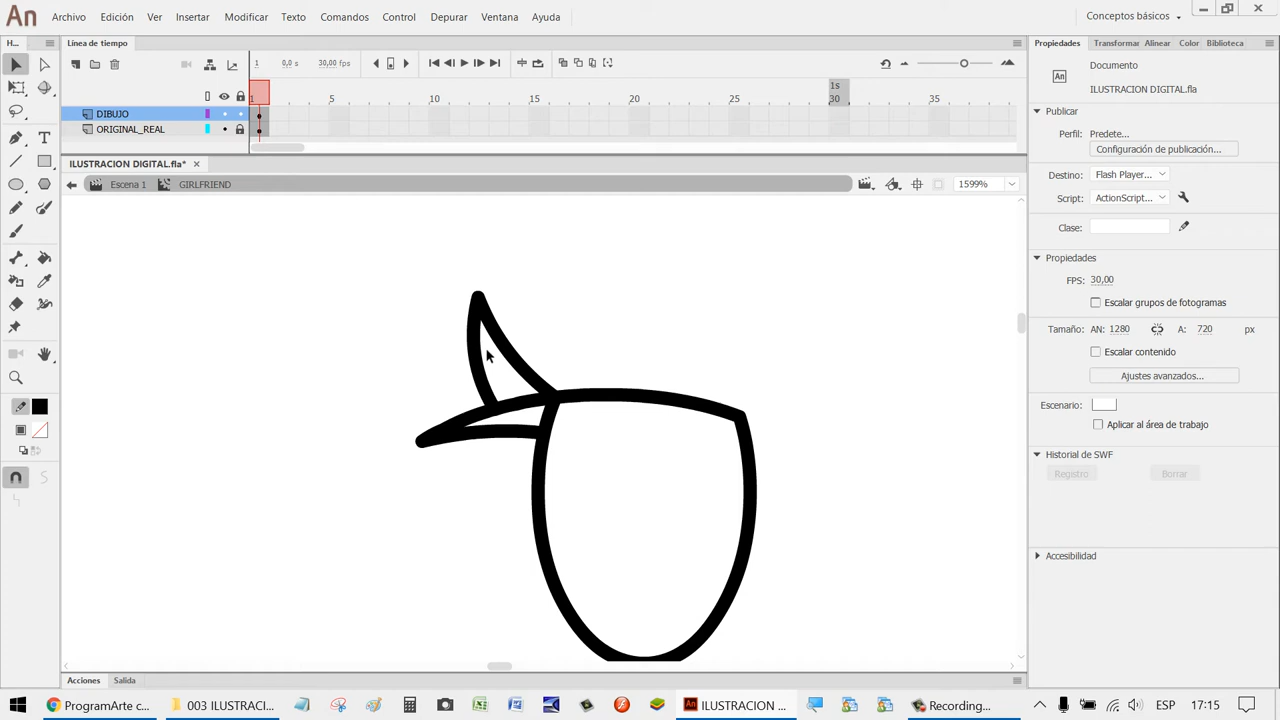 An Archivo Edición Ver Insertar Modificar Texto Comandos Control Depurar Ventana Ayuda Conceptos básicos
H... Línea de tiempo Propiedades Transformar Alinear Color Biblioteca
1 0,0 s 30,00 fps
An Documento
ILUSTRACION DIGITAL.fla
1s
1 5 10 15 20 25 30 35
Publicar
DIBUJO
ORIGINAL_REAL
Perfil: Predete...
Configuración de publicación...
ILUSTRACION DIGITAL.fla*
Destino: Flash Player...
Escena 1 GIRLFRIEND 1599%
Script: ActionScript...
Clase:
Propiedades
FPS: 30,00
Escalar grupos de fotogramas
Tamaño: AN: 1280 A: 720 px
Escalar contenido
Ajustes avanzados...
Escenario:
Aplicar al área de trabajo
Historial de SWF
Registro Borrar
Accesibilidad
Acciones Salida
ProgramArte c... 003 ILUSTRACI... An ILUSTRACION ... Recording... ESP 17:15